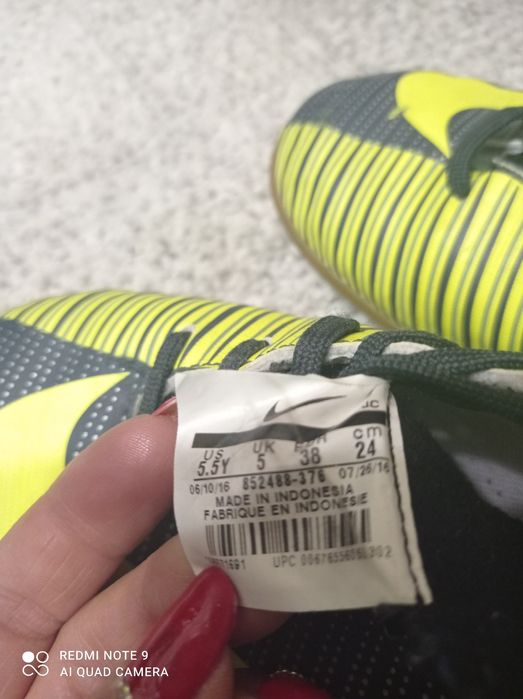 JC
US UK EUR cm
5.5Y 5 38 24
06/10/16 852488-376 07/26/16
MADE IN INDONESIA
FABRIQUE EN INDONESIE
UPC
REDMI NOTE 9
AI QUAD CAMERA